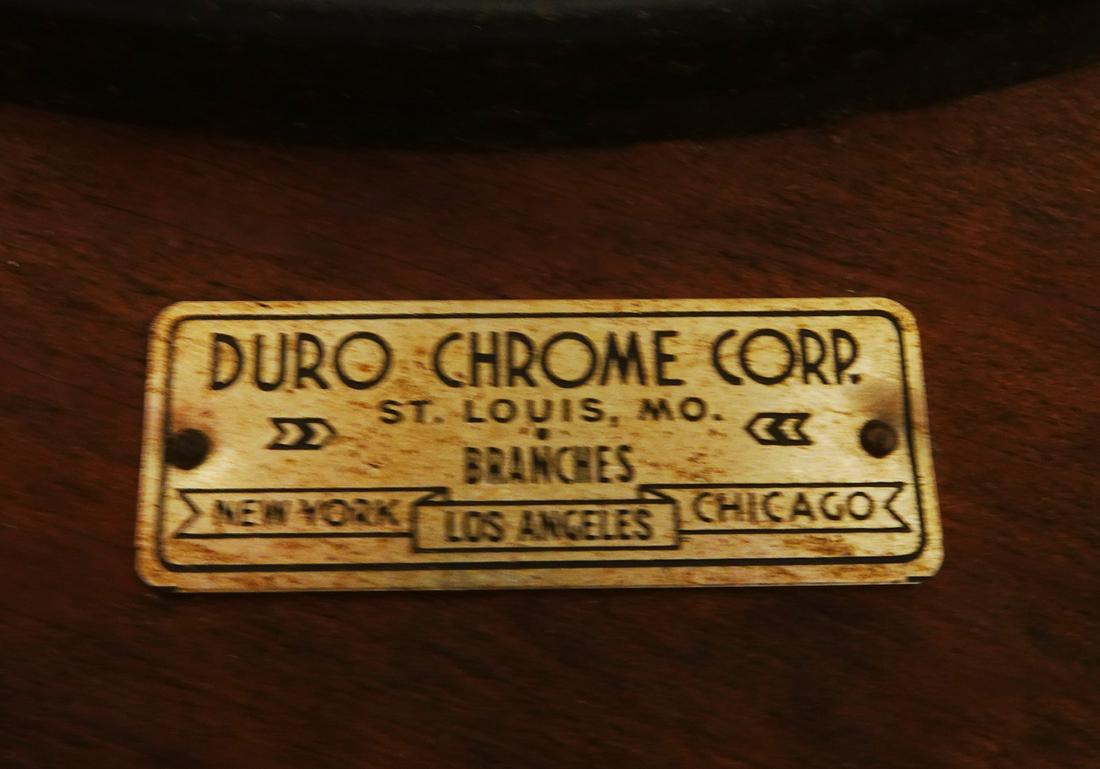 DURO CHROME CORP.
ST. LOUIS, MO.
BRANCHES
NEW YORK LOS ANGELES CHICAGO